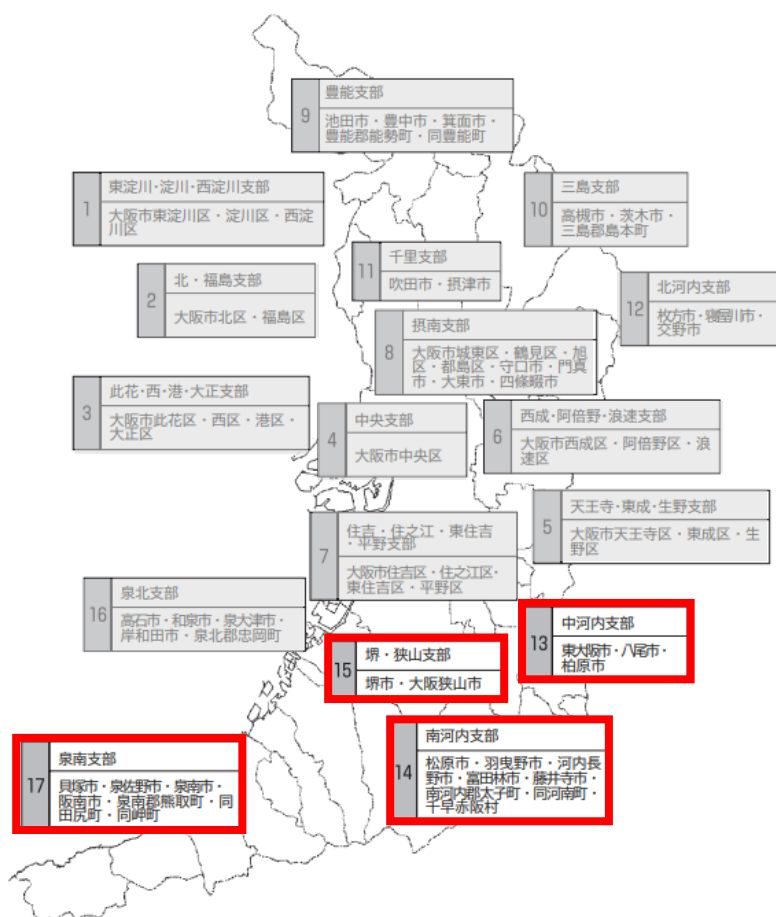 9
豊能支部
池田市・豊中市・箕面市・
豊能郡能勢町・同豊能町
1
東淀川・淀川・西淀川支部
大阪市東淀川区・淀川区・西淀
川区
10
三島支部
高槻市・茨木市・
三島郡島本町
11
千里支部
吹田市・摂津市
2
北・福島支部
大阪市北区・福島区
12
北河内支部
枚方市・寝屋川市・
交野市
8
摂南支部
大阪市城東区・鶴見区・旭
区・都島区・守口市・門真
市・大東市・四條畷市
3
此花・西・港・大正支部
大阪市此花区・西区・港区・
大正区
4
中央支部
大阪市中央区
6
西成・阿倍野・浪速支部
大阪市西成区・阿倍野区・浪
速区
5
天王寺・東成・生野支部
大阪市天王寺区・東成区・生
野区
7
住吉・住之江・東住吉
・平野支部
大阪市住吉区・住之江区・
東住吉区・平野区
16
泉北支部
高石市・和泉市・泉大津市・
岸和田市・泉北郡忠岡町
13
中河内支部
東大阪市・八尾市・
柏原市
15
堺・狭山支部
堺市・大阪狭山市
14
南河内支部
松原市・羽曳野市・河内長
野市・富田林市・藤井寺市・
南河内郡太子町・同河南町・
千早赤阪村
17
泉南支部
貝塚市・泉佐野市・泉南市・
阪南市・泉南郡熊取町・同
田尻町・同岬町